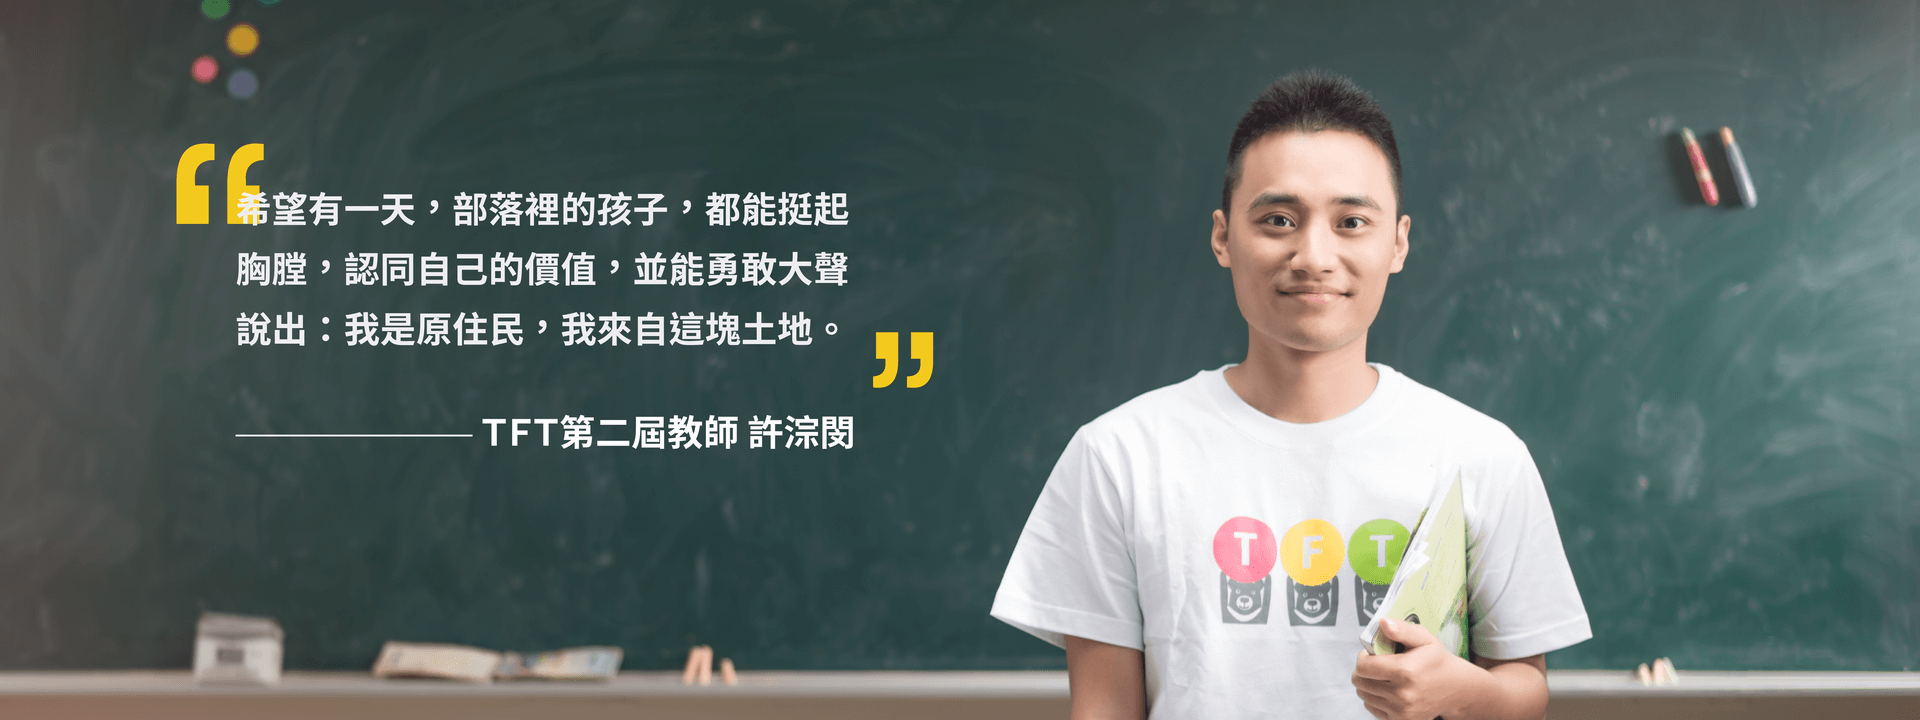 希望有一天，部落裡的孩子，都能挺起
胸膛，認同自己的價值，並能勇敢大聲
說出：我是原住民，我來自這塊土地。
TFT第二屆教師 許淙閔
T F T